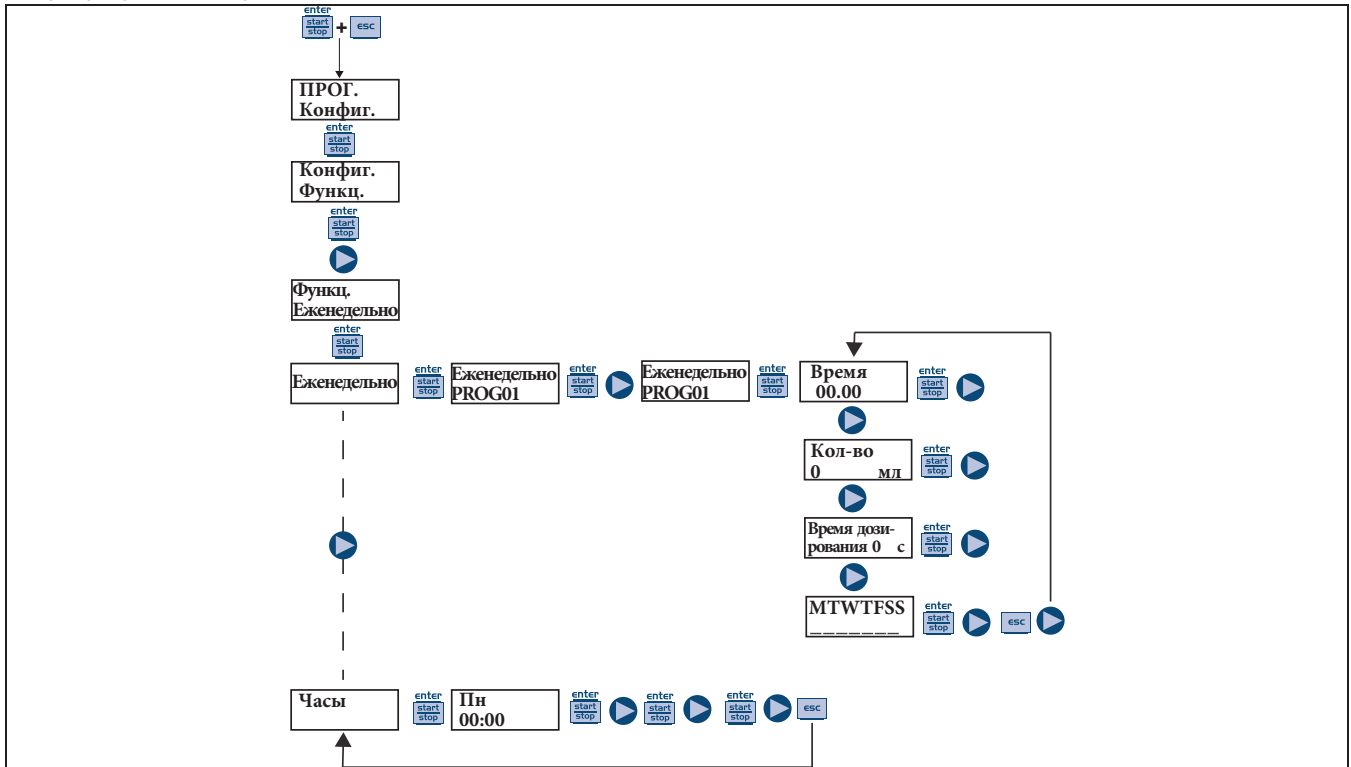 enter
start
stop
+
esc
ПРОГ.
Конфиг.
enter
start
stop
Конфиг.
Функц.
enter
start
stop
Функц.
Еженедельно
enter
start
stop
Еженедельно
enter
start
stop
Еженедельно
PROG01
enter
start
stop
Еженедельно
PROG01
enter
start
stop
Время
00.00
enter
start
stop
Кол-во
0 мл
enter
start
stop
Время дози-
рования 0 с
enter
start
stop
MTWTFSS
_______
enter
start
stop
esc
Часы
enter
start
stop
Пн
00:00
enter
start
stop
enter
start
stop
enter
start
stop
esc